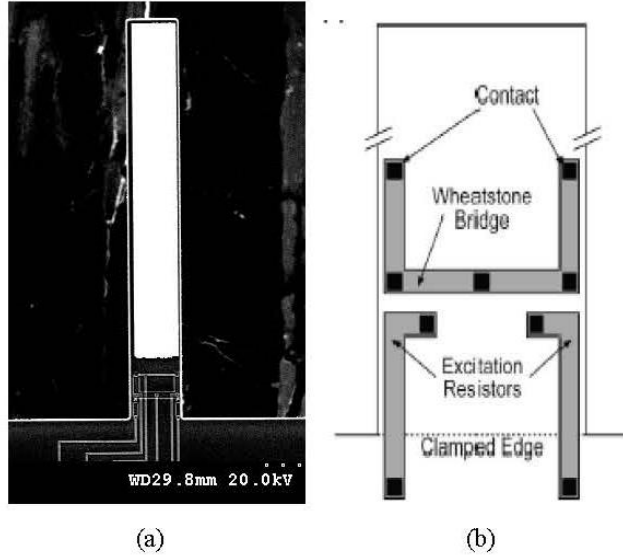 WD29.8mm 20.0kV
(a)
Contact
Wheatstone
Bridge
Excitation
Resistors
Clamped Edge
(b)